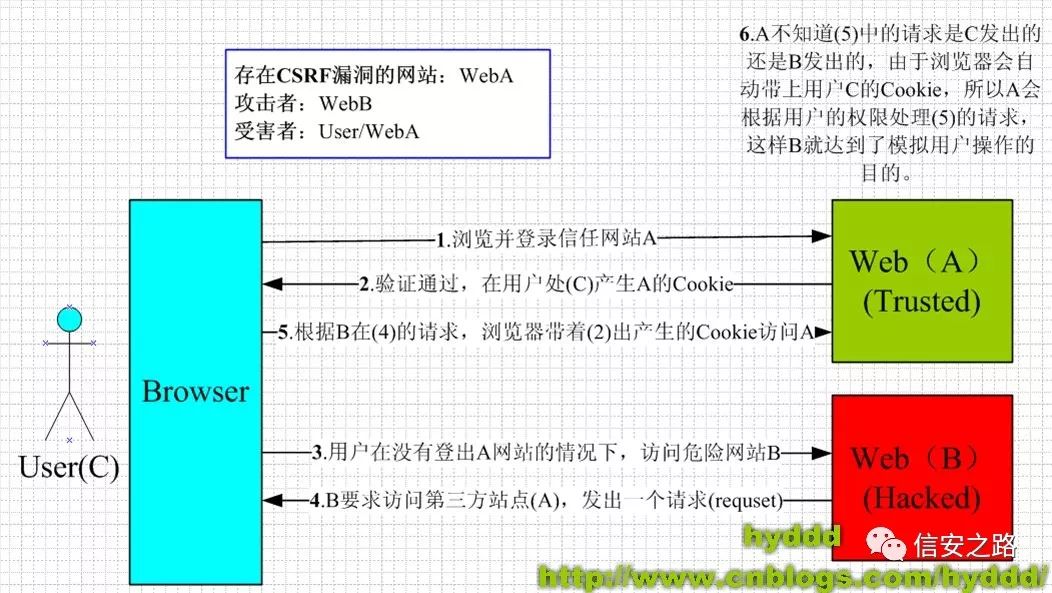 存在CSRF漏洞的网站：WebA
攻击者：WebB
受害者：User/WebA
6.A不知道(5)中的请求是C发出的
还是B发出的，由于浏览器会自
动带上用户C的Cookie，所以A会
根据用户的权限处理(5)的请求，
这样B就达到了模拟用户操作的
目的。
1.浏览并登录信任网站A
2.验证通过，在用户处(C)产生A的Cookie
5.根据B在(4)的请求，浏览器带着(2)出产生的Cookie访问A
3.用户在没有登出A网站的情况下，访问危险网站B
4.B要求访问第三方站点(A)，发出一个请求(requset)
User(C)
Browser
Web（A）
(Trusted)
Web（B）
(Hacked)
hyddd
信安之路
http://www.cnblogs.com/hyddd/